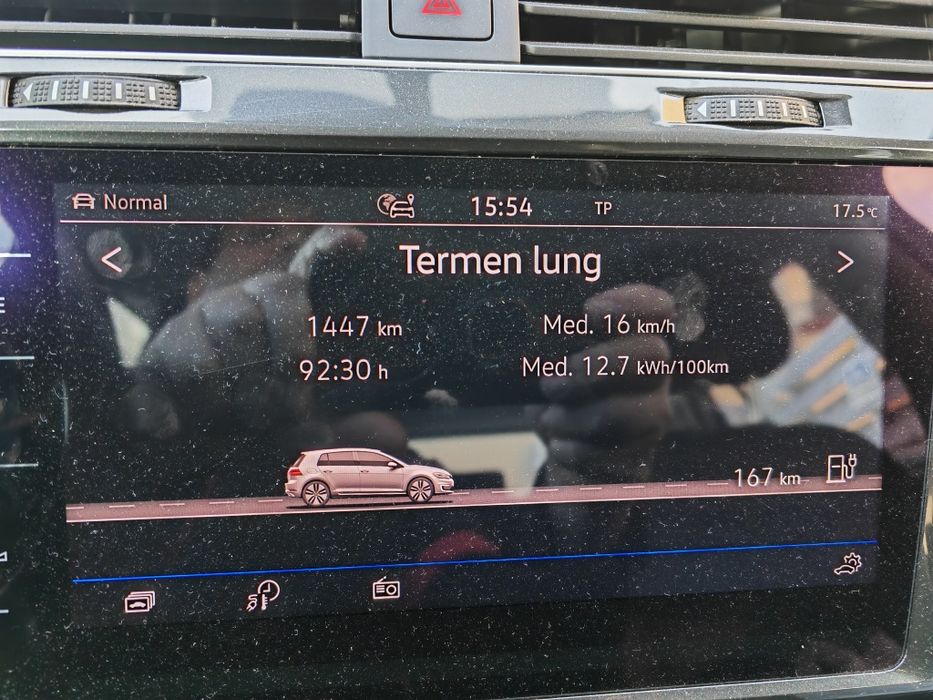 Normal
15:54
TP
17.5°C
Termen lung
1447 km
Med. 16 km/h
92:30 h
Med. 12.7 kWh/100km
167 km